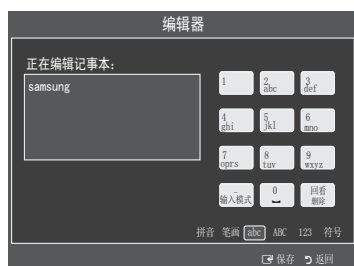 编辑器
正在编辑记事本:
samsung
1
2
abc
3
def
4
ghi
5
jkl
6
mno
7
oprs
8
tuv
9
wxyz
-
输入模式
0
回看
删除
拼音 笔画 abc ABC 123 符号
保存 返回